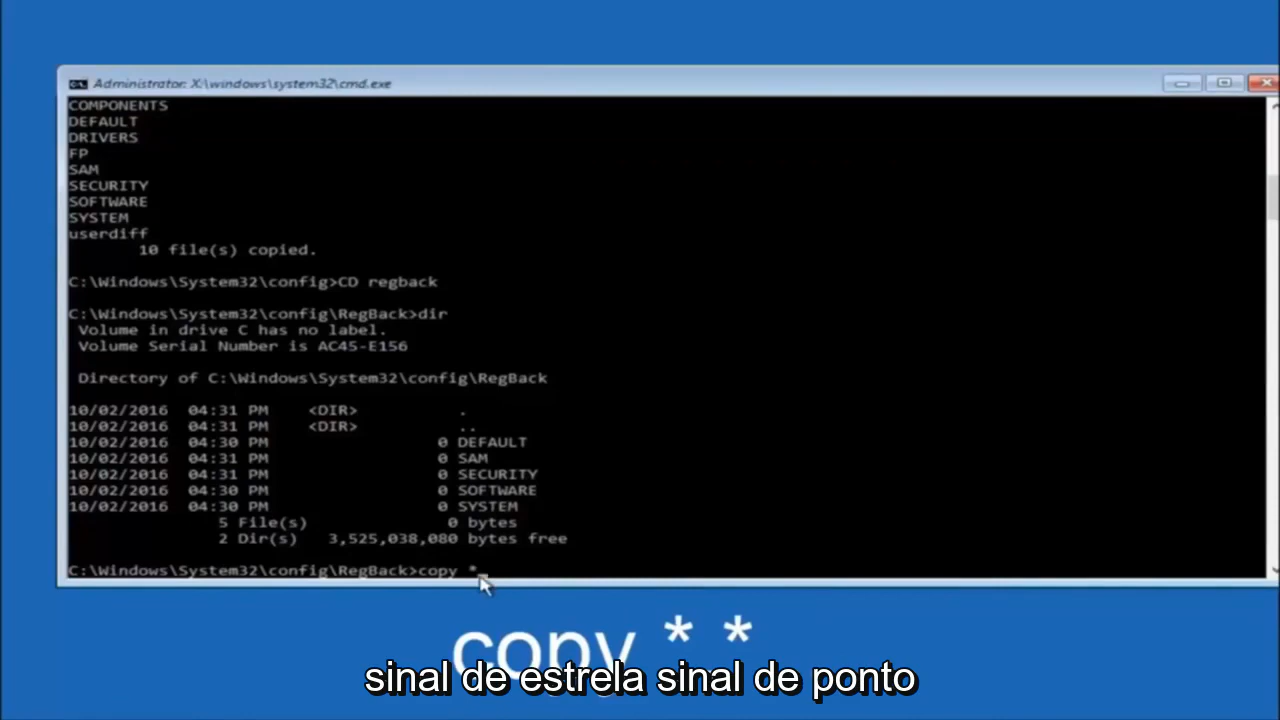 Administrator: X:\windows\system32\cmd.exe
COMPONENTS
DEFAULT
DRIVERS
FP
SAM
SECURITY
SOFTWARE
SYSTEM
userdiff
10 file(s) copied.
C:\Windows\System32\config>CD regback
C:\Windows\System32\config\RegBack>dir
Volume in drive C has no label.
Volume Serial Number is AC45-E156
Directory of C:\Windows\System32\config\RegBack
10/02/2016 04:31 PM <DIR> .
10/02/2016 04:31 PM <DIR> ..
10/02/2016 04:30 PM 0 DEFAULT
10/02/2016 04:31 PM 0 SAM
10/02/2016 04:31 PM 0 SECURITY
10/02/2016 04:30 PM 0 SOFTWARE
10/02/2016 04:30 PM 0 SYSTEM
5 File(s) 0 bytes
2 Dir(s) 3,525,038,080 bytes free
C:\Windows\System32\config\RegBack>copy *_
copy * *
sinal de estrela sinal de ponto